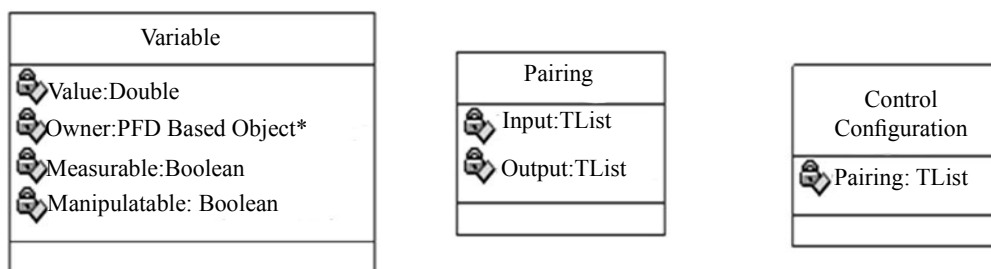 Variable
Value:Double
Owner:PFD Based Object*
Measurable:Boolean
Manipulatable: Boolean
Pairing
Input:TList
Output:TList
Control
Configuration
Pairing: TList